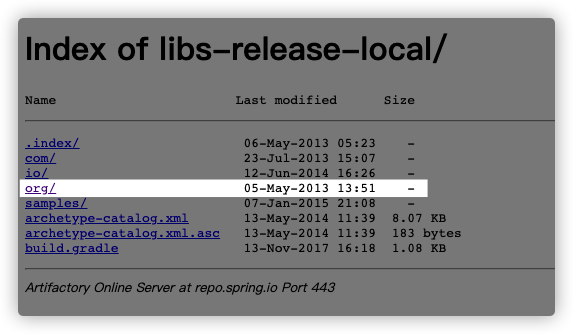 Index of libs-release-local/
Name Last modified Size
.index/ 06-May-2013 05:23 -
com/ 23-Jul-2013 15:07 -
io/ 12-Jun-2014 16:26 -
org/ 05-May-2013 13:51 -
samples/ 07-Jan-2015 21:08 -
archetype-catalog.xml 13-May-2014 11:39 8.07 KB
archetype-catalog.xml.asc 13-May-2014 11:39 183 bytes
build.gradle 13-Nov-2017 16:18 1.08 KB
Artifactory Online Server at repo.spring.io Port 443